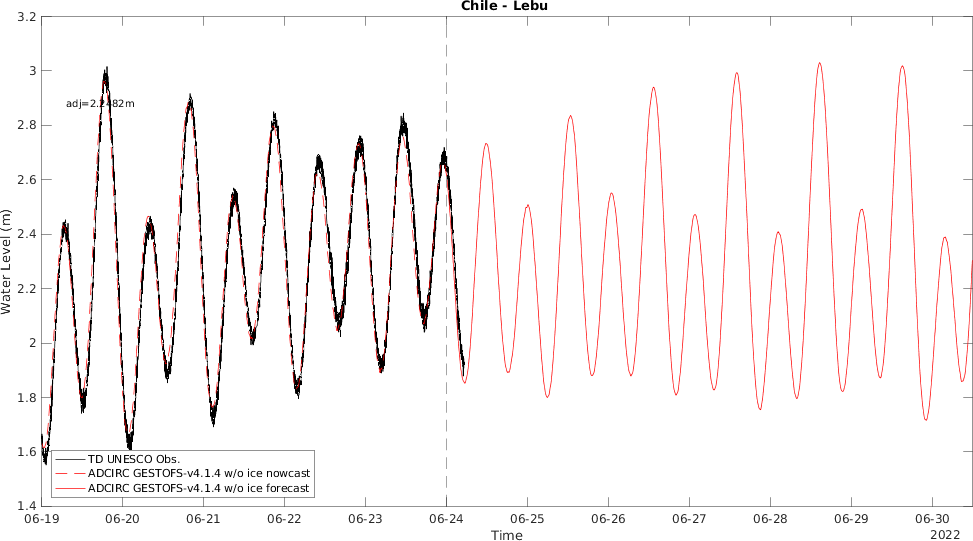 Chile - Lebu
3.2
3
2.8
2.6
2.4
2.2
2
1.8
1.6
1.4
Water Level (m)
adj=2.2482m
TD UNESCO Obs.
ADCIRC GESTOFS-v4.1.4 w/o ice nowcast
ADCIRC GESTOFS-v4.1.4 w/o ice forecast
06-19 06-20 06-21 06-22 06-23 06-24 06-25 06-26 06-27 06-28 06-29 06-30
Time
2022